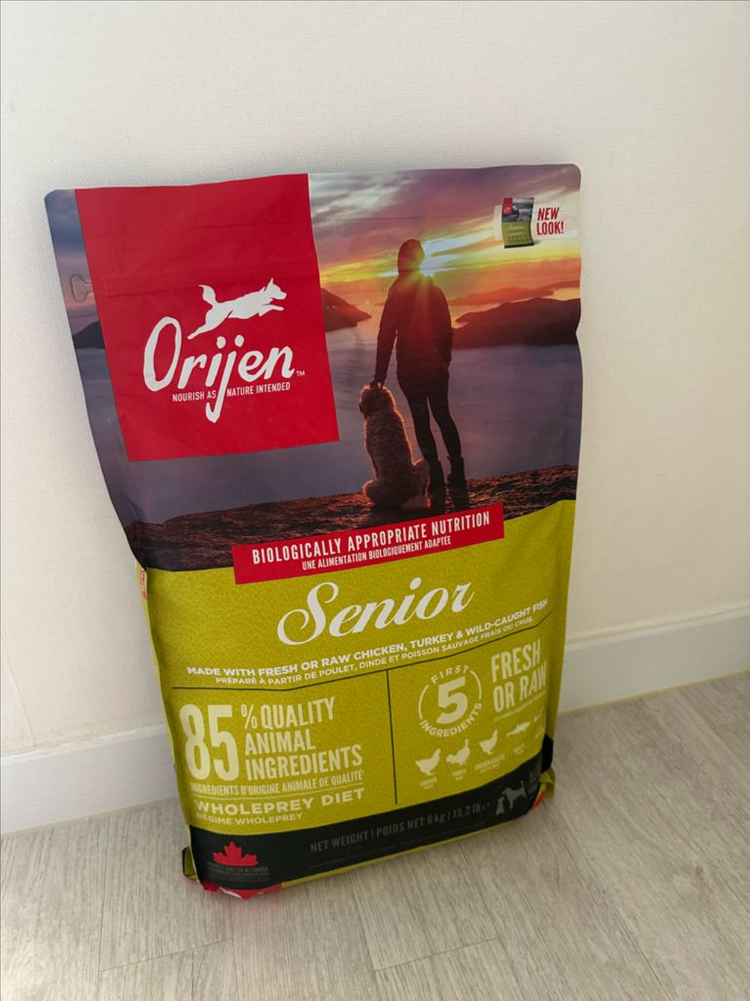 Orijen™
NOURISH AS NATURE INTENDED
NEW
LOOK!
BIOLOGICALLY APPROPRIATE NUTRITION
UNE ALIMENTATION BIOLOGIQUEMENT ADAPTÉE
Senior
MADE WITH FRESH OR RAW CHICKEN, TURKEY & WILD-CAUGHT FISH
PRÉPARÉ À PARTIR DE POULET, DINDE ET POISSON SAUVAGE FRAIS OU CRUS
85% QUALITY
ANIMAL
INGREDIENTS
INGRÉDIENTS D'ORIGINE ANIMALE DE QUALITÉ
WHOLEPREY DIET
RÉGIME WHOLEPREY
FIRST
5
INGREDIENTS
FRESH
OR RAW
NET WEIGHT | POIDS NET 6 kg / 13.2 lb